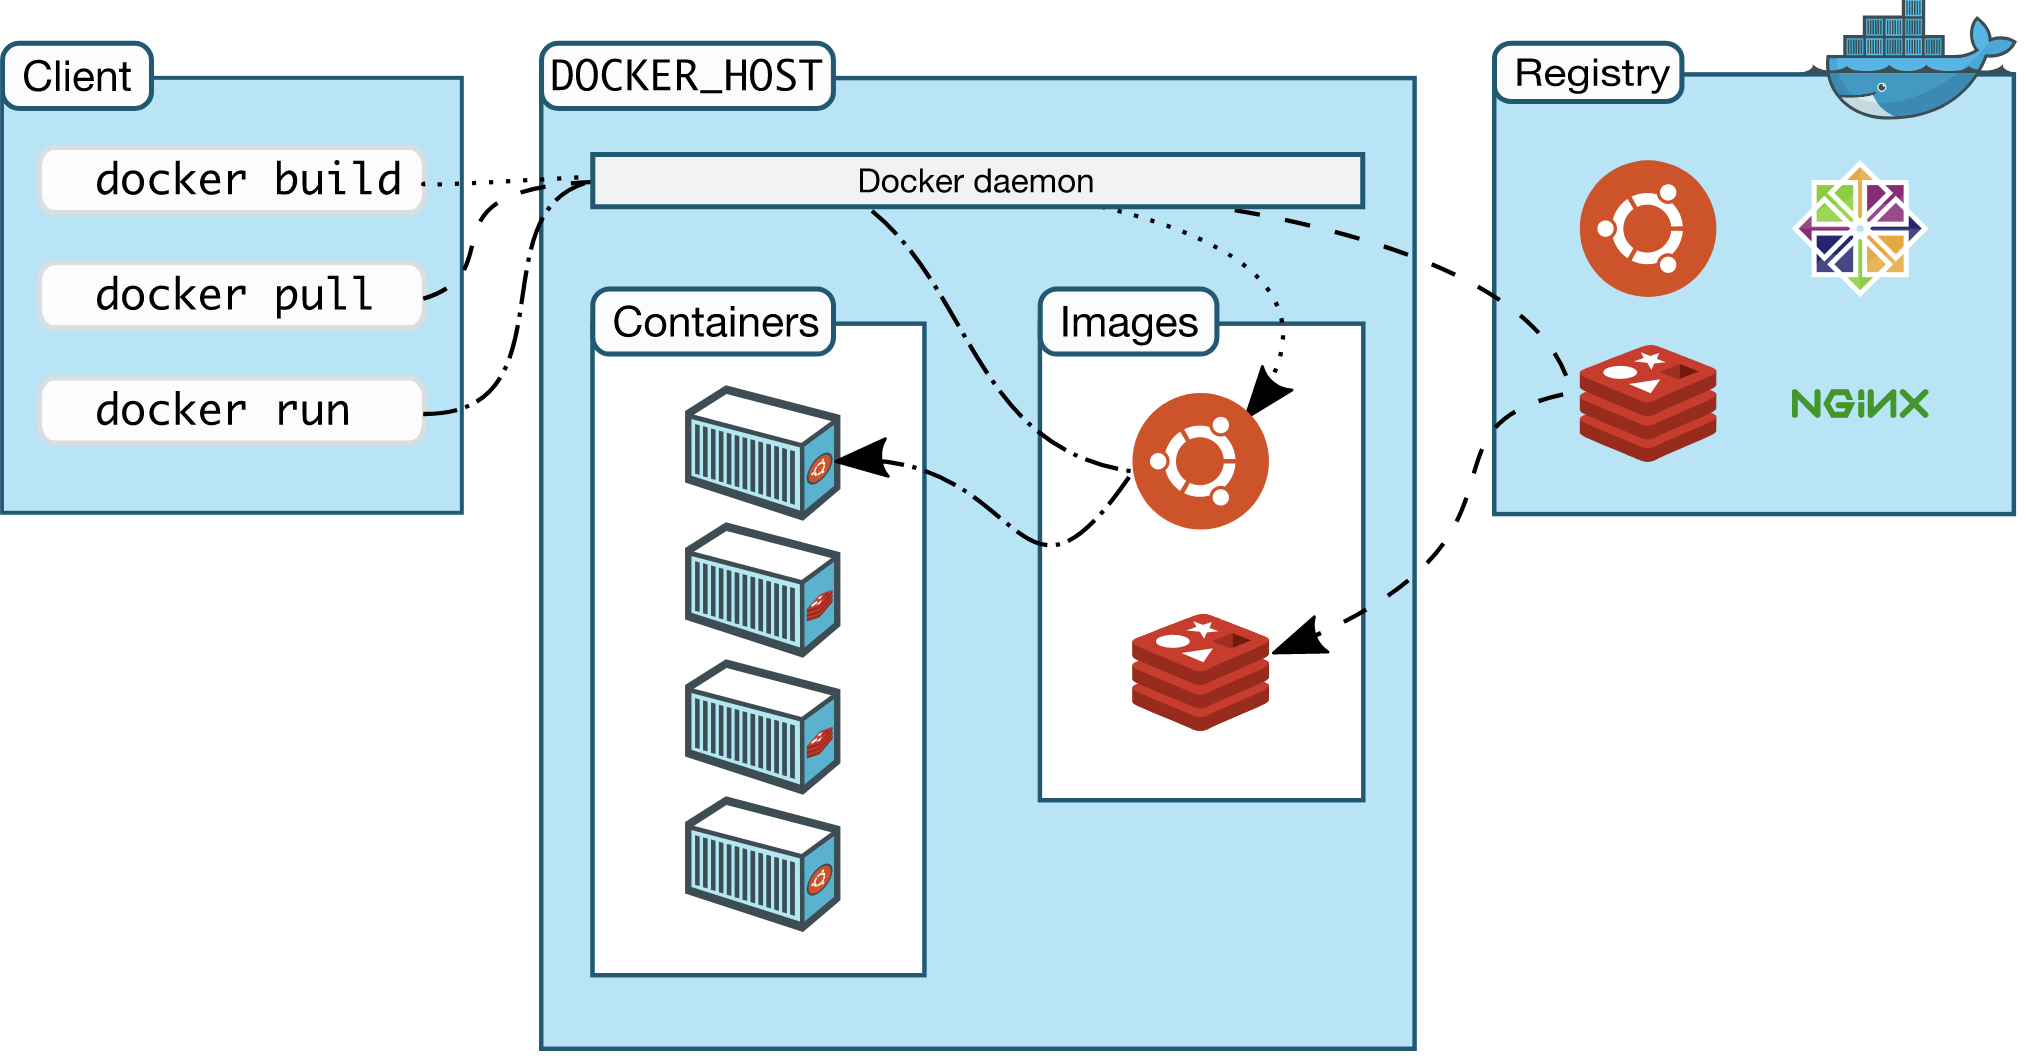 Client
docker build
docker pull
docker run
DOCKER_HOST
Docker daemon
Containers
Images
Registry
NGINX